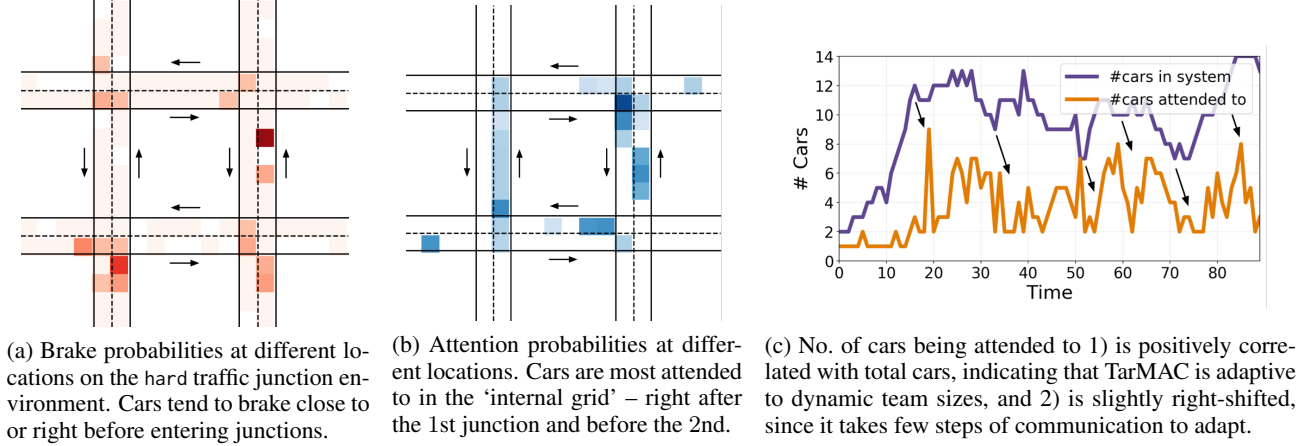 14
12
10
8
6
4
2
0
# Cars
#cars in system
#cars attended to
0 10 20 30 40 50 60 70 80
Time
(a) Brake probabilities at different lo-
cations on the hard traffic junction en-
vironment. Cars tend to brake close to
or right before entering junctions.
(b) Attention probabilities at differ-
ent locations. Cars are most attended
to in the ‘internal grid’ – right after
the 1st junction and before the 2nd.
(c) No. of cars being attended to 1) is positively corre-
lated with total cars, indicating that TarMAC is adaptive
to dynamic team sizes, and 2) is slightly right-shifted,
since it takes few steps of communication to adapt.